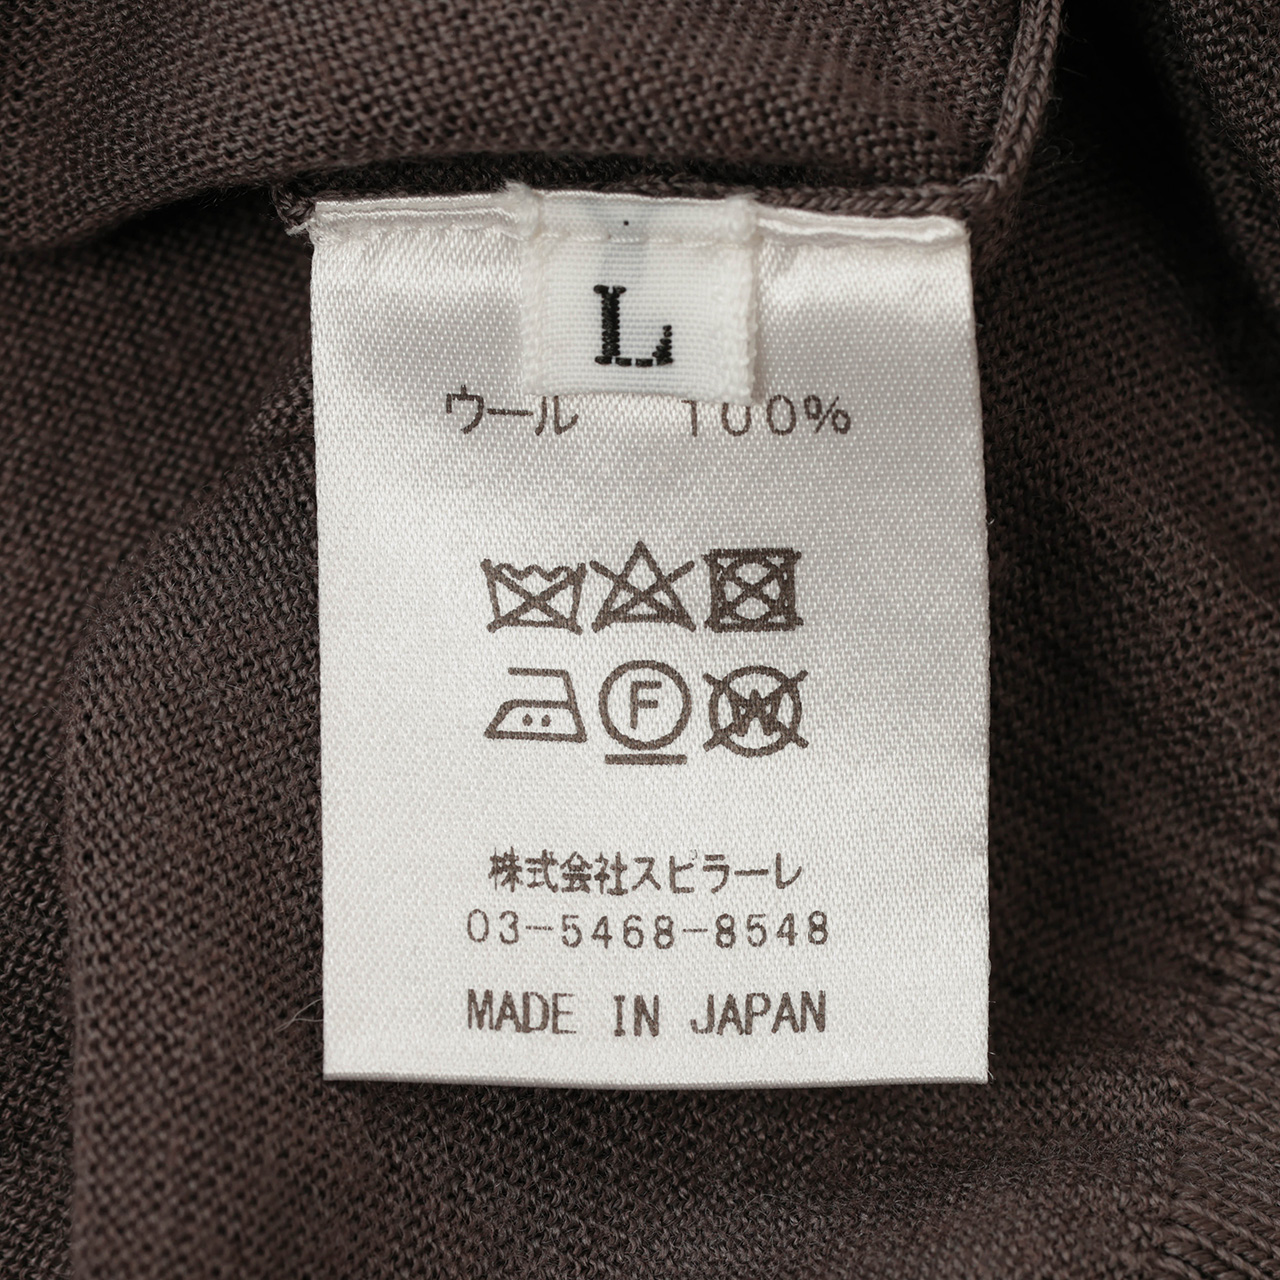 L
ウール 100%
F
W
株式会社スピラーレ
03-5468-8548
MADE IN JAPAN